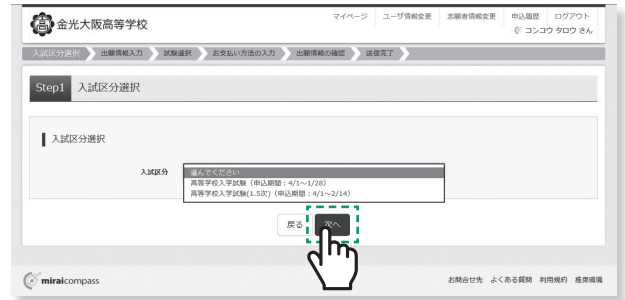 金光大阪高等学校
マイページ ユーザ情報変更 志願者情報変更 申込履歴 ログアウト
コンコウ タロウ さん
入試区分選択 出願情報入力 試験選択 お支払い方法の入力 出願情報の確認 送信完了
Step1 入試区分選択
入試区分選択
入試区分 選んでください
高等学校入学試験（申込期間：4/1～1/28）
高等学校入学試験(1.5次)（申込期間：4/1～2/14）
戻る 次へ
miraicompass お問合せ先 よくある質問 利用規約 推奨環境